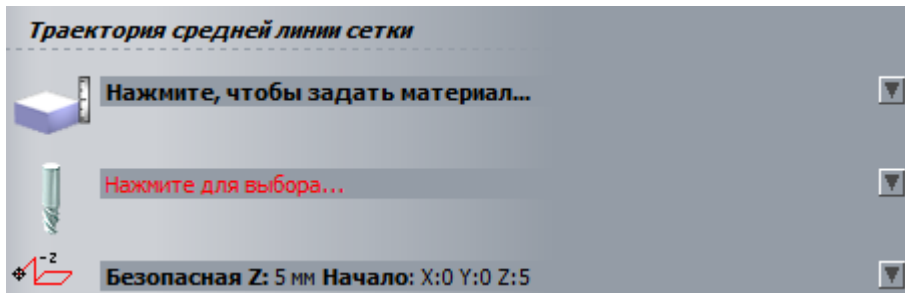 Траектория средней линии сетки
Нажмите, чтобы задать материал...
Нажмите для выбора...
-z
Безопасная Z: 5 мм Начало: X:0 Y:0 Z:5